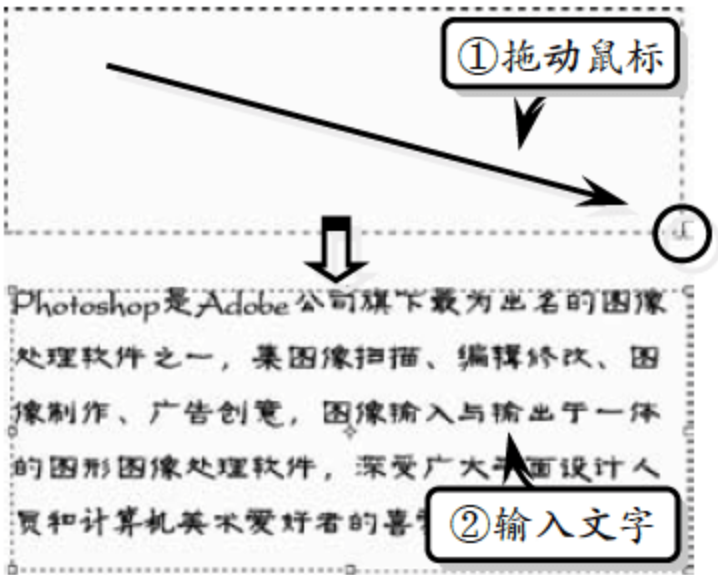 ①拖动鼠标
Photoshop是Adobe公司旗下最为出名的图像
处理软件之一，集图像扫描、编辑修改、图
像制作、广告创意，图像输入与输出于一体
的图形图像处理软件，深受广大平面设计人
员和计算机美术爱好者的喜
②输入文字